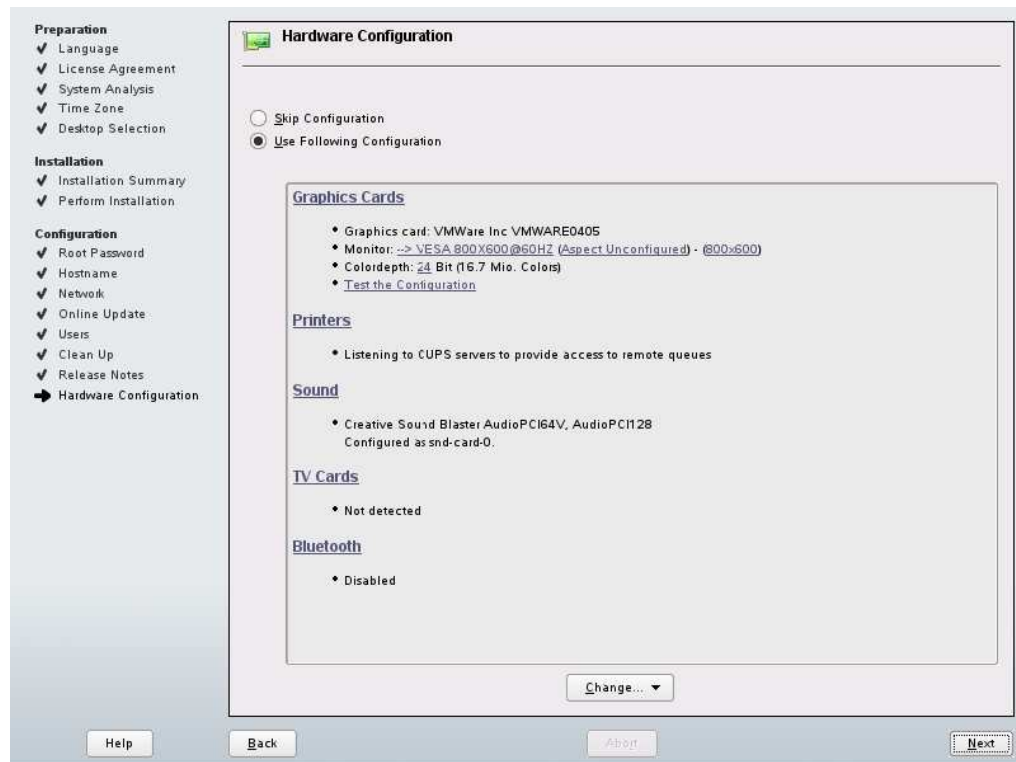 Preparation
Language
License Agreement
System Analysis
Time Zone
Desktop Selection
Installation
Installation Summary
Perform Installation
Configuration
Root Password
Hostname
Network
Online Update
Users
Clean Up
Release Notes
Hardware Configuration
Hardware Configuration
Skip Configuration
Use Following Configuration
Graphics Cards
Graphics card: VMWare Inc VMWARE0405
Monitor: --> VESA 800X600@60HZ (Aspect Unconfigured) - (800x600)
Colordepth: 24 Bit (16.7 Mio. Colors)
Test the Configuration
Printers
Listening to CUPS servers to provide access to remote queues
Sound
Creative Sound Blaster AudioPCI64V, AudioPCI128
Configured as snd-card-0.
TV Cards
Not detected
Bluetooth
Disabled
Change...
Help
Back
Abort
Next